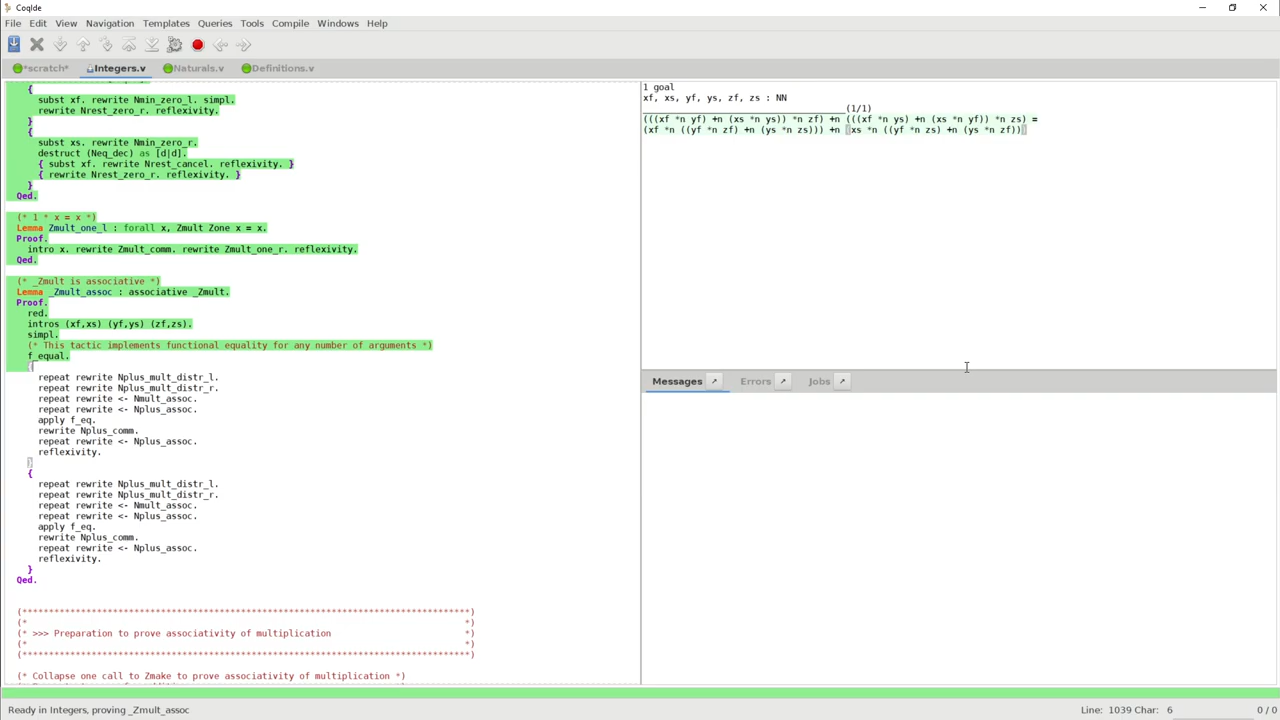 CoqIde
File Edit View Navigation Templates Queries Tools Compile Windows Help
*scratch* Integers.v Naturals.v Definitions.v
{
subst xf. rewrite Nmin_zero_l. simpl.
rewrite Nrest_zero_r. reflexivity.
}
{
subst xs. rewrite Nmin_zero_r.
destruct (Neq_dec) as [d|d].
{ subst xf. rewrite Nrest_cancel. reflexivity. }
{ rewrite Nrest_zero_r. reflexivity. }
}
Qed.
(* 1 * x = x *)
Lemma Zmult_one_l : forall x, Zmult Zone x = x.
Proof.
intro x. rewrite Zmult_comm. rewrite Zmult_one_r. reflexivity.
Qed.
(* _Zmult is associative *)
Lemma _Zmult_assoc : associative _Zmult.
Proof.
red.
intros (xf,xs) (yf,ys) (zf,zs).
simpl.
(* This tactic implements functional equality for any number of arguments *)
f_equal.
{
repeat rewrite Nplus_mult_distr_l.
repeat rewrite Nplus_mult_distr_r.
repeat rewrite <- Nmult_assoc.
repeat rewrite <- Nplus_assoc.
apply f_eq.
rewrite Nplus_comm.
repeat rewrite <- Nplus_assoc.
reflexivity.
}
{
repeat rewrite Nplus_mult_distr_l.
repeat rewrite Nplus_mult_distr_r.
repeat rewrite <- Nmult_assoc.
repeat rewrite <- Nplus_assoc.
apply f_eq.
rewrite Nplus_comm.
repeat rewrite <- Nplus_assoc.
reflexivity.
}
Qed.
(************************************************************************************)
(* *)
(* >>> Preparation to prove associativity of multiplication *)
(* *)
(************************************************************************************)
(* Collapse one call to Zmake to prove associativity of multiplication *)
1 goal
xf, xs, yf, ys, zf, zs : NN
______________________________________(1/1)
(((xf *n yf) +n (xs *n ys)) *n zf) +n (((xf *n ys) +n (xs *n yf)) *n zs) =
(xf *n ((yf *n zf) +n (ys *n zs))) +n (xs *n ((yf *n zs) +n (ys *n zf)))
Messages Errors Jobs
Ready in Integers, proving _Zmult_assoc
Line: 1039 Char: 6 0 / 0